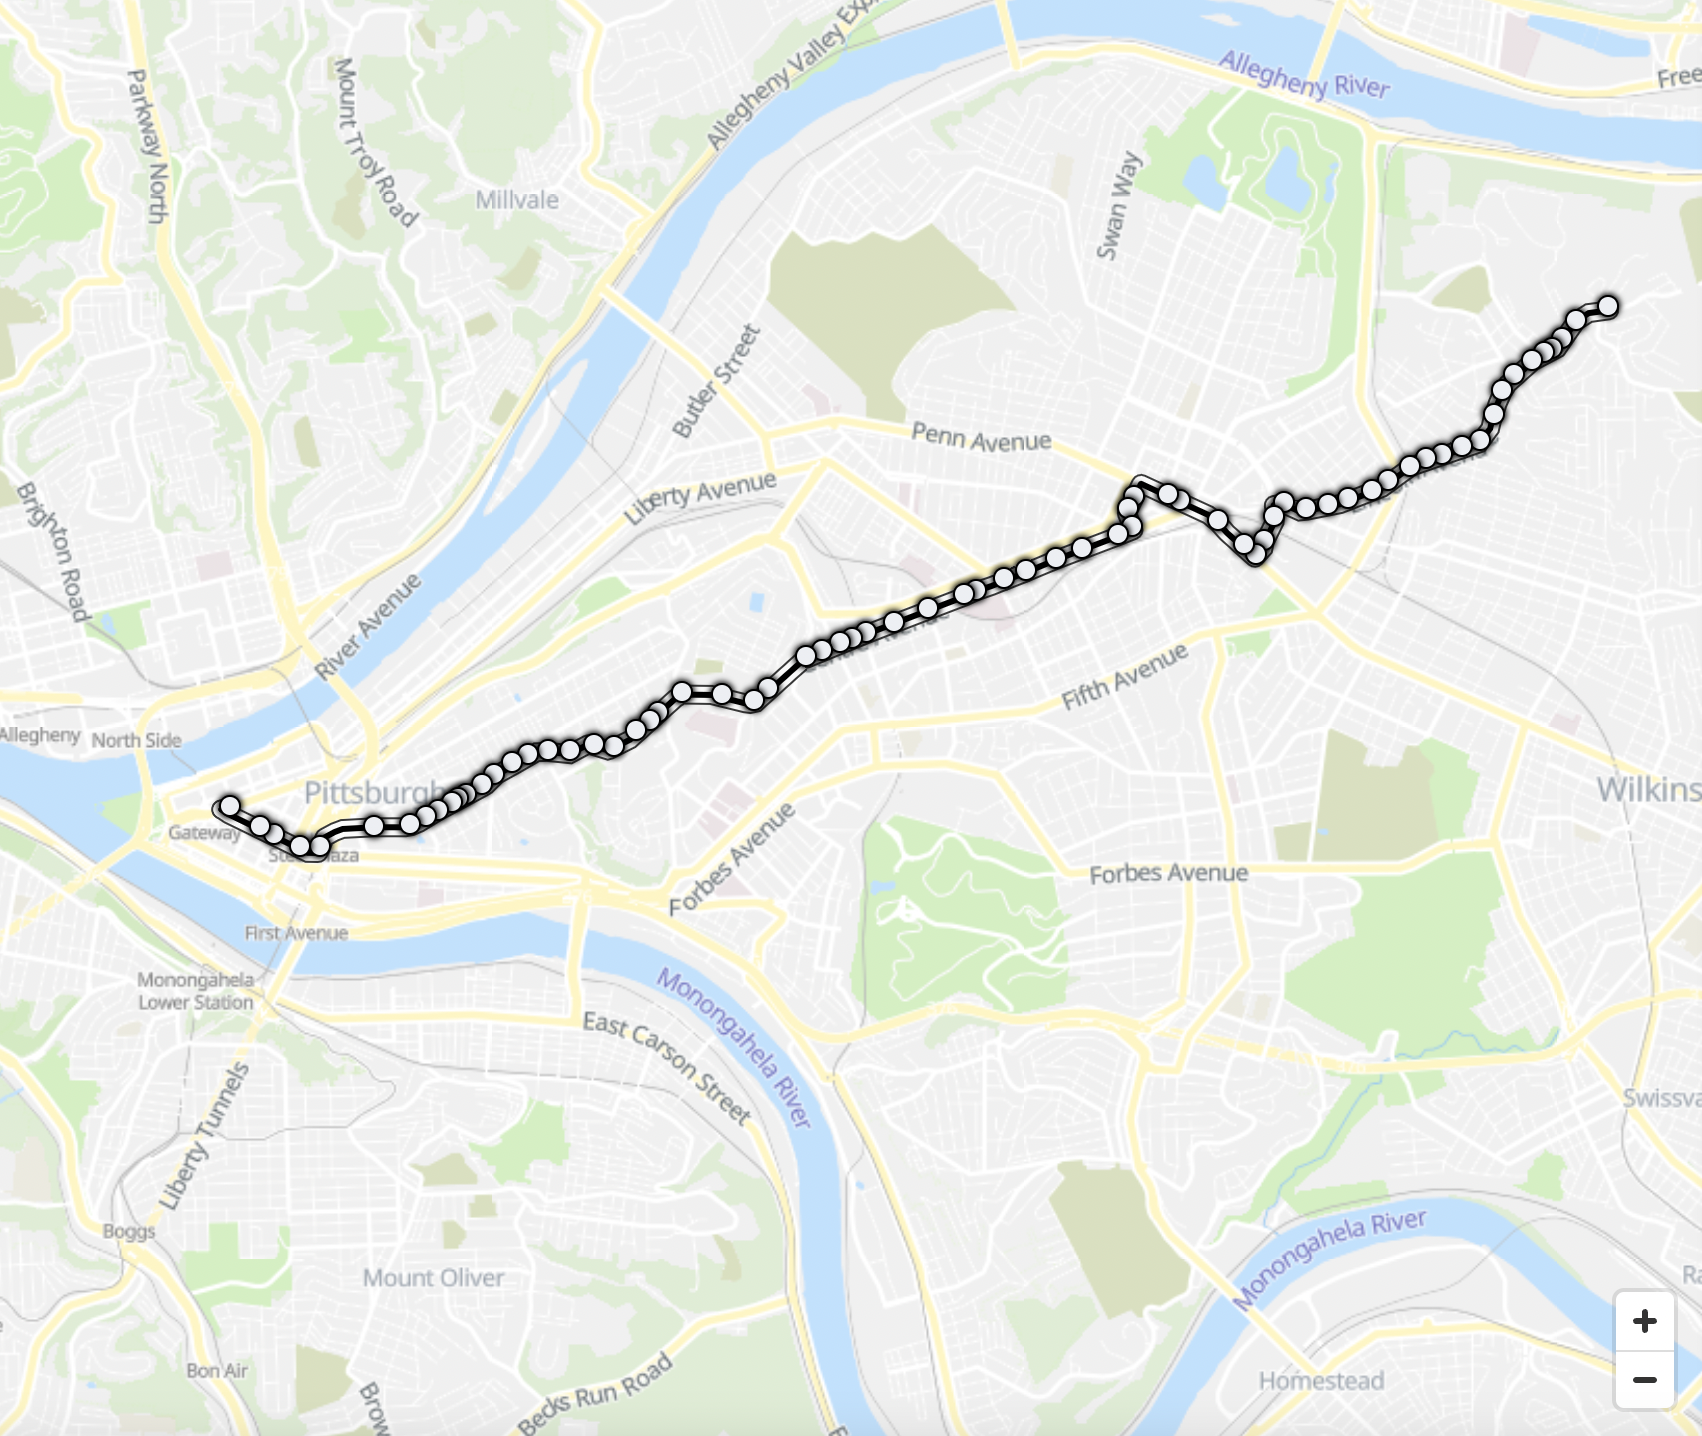 Allegheny Valley Exp
Allegheny River
Free
Parkway North
Mount Troy Road
Millvale
Swan Way
Butler Street
Penn Avenue
Liberty Avenue
Brighton Road
River Avenue
Fifth Avenue
Allegheny
North Side
Pittsburgh
Gateway
Wilkins
Forbes Avenue
Forbes Avenue
First Avenue
Monongahela
Lower Station
Monongahela River
East Carson Street
Liberty Tunnels
Swissva
Boggs
Monongahela River
Mount Oliver
Ra
Bon Air
Becks Run Road
Brow
Homestead
+
−